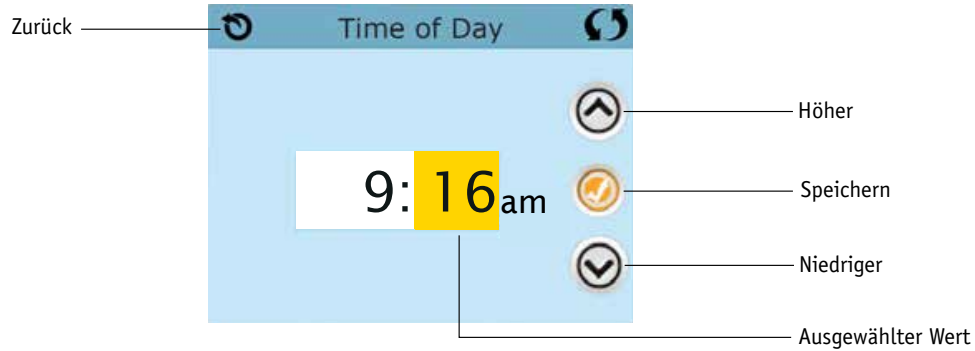 Zurück
Time of Day
Höher
9:16am
Speichern
Niedriger
Ausgewählter Wert